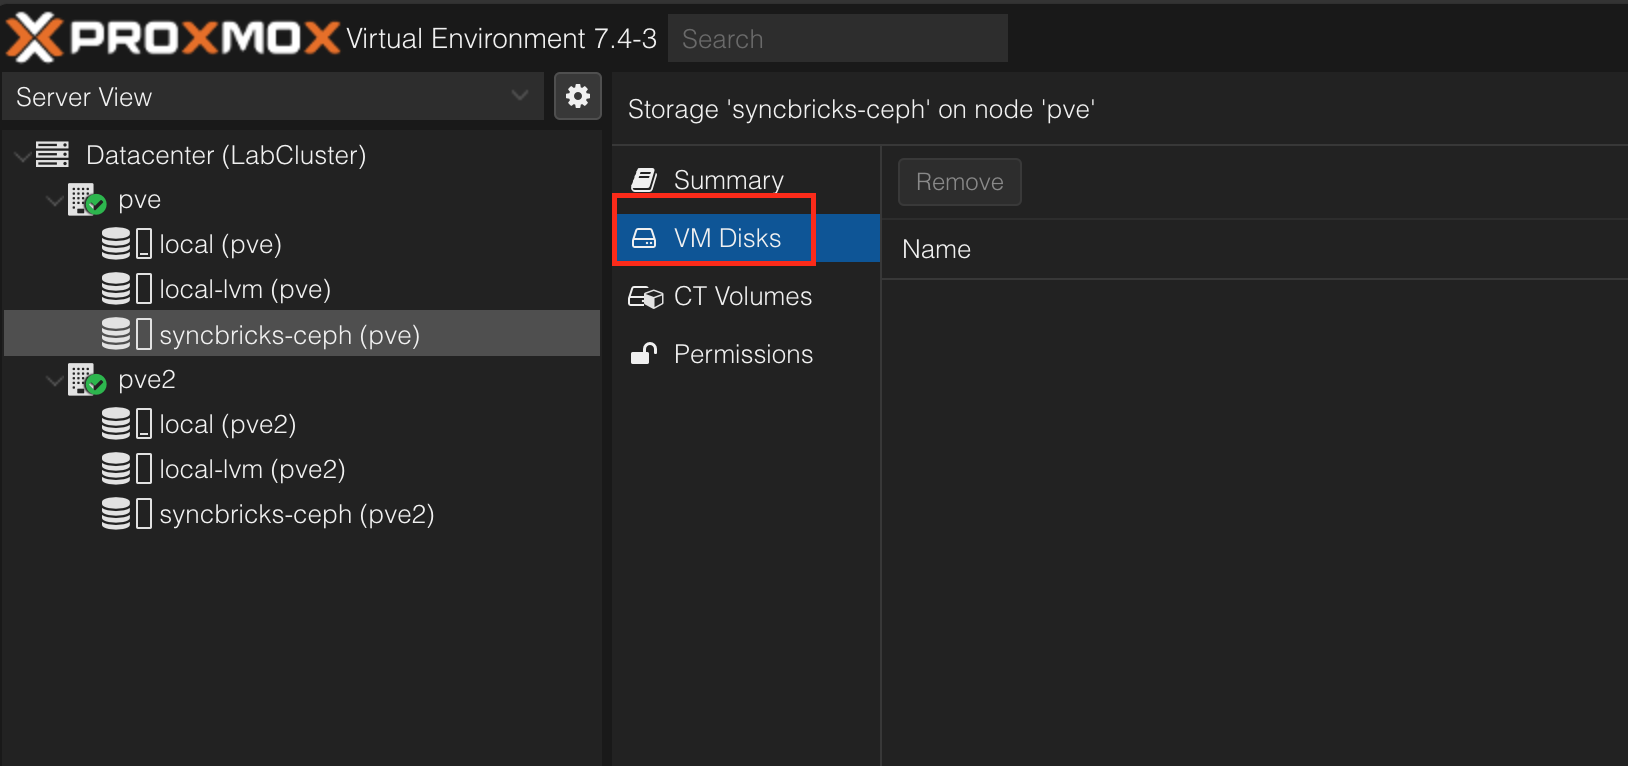 PROXMOX Virtual Environment 7.4-3 Search
Server View
Datacenter (LabCluster)
pve
local (pve)
local-lvm (pve)
syncbricks-ceph (pve)
pve2
local (pve2)
local-lvm (pve2)
syncbricks-ceph (pve2)
Storage 'syncbricks-ceph' on node 'pve'
Summary
VM Disks
CT Volumes
Permissions
Remove
Name